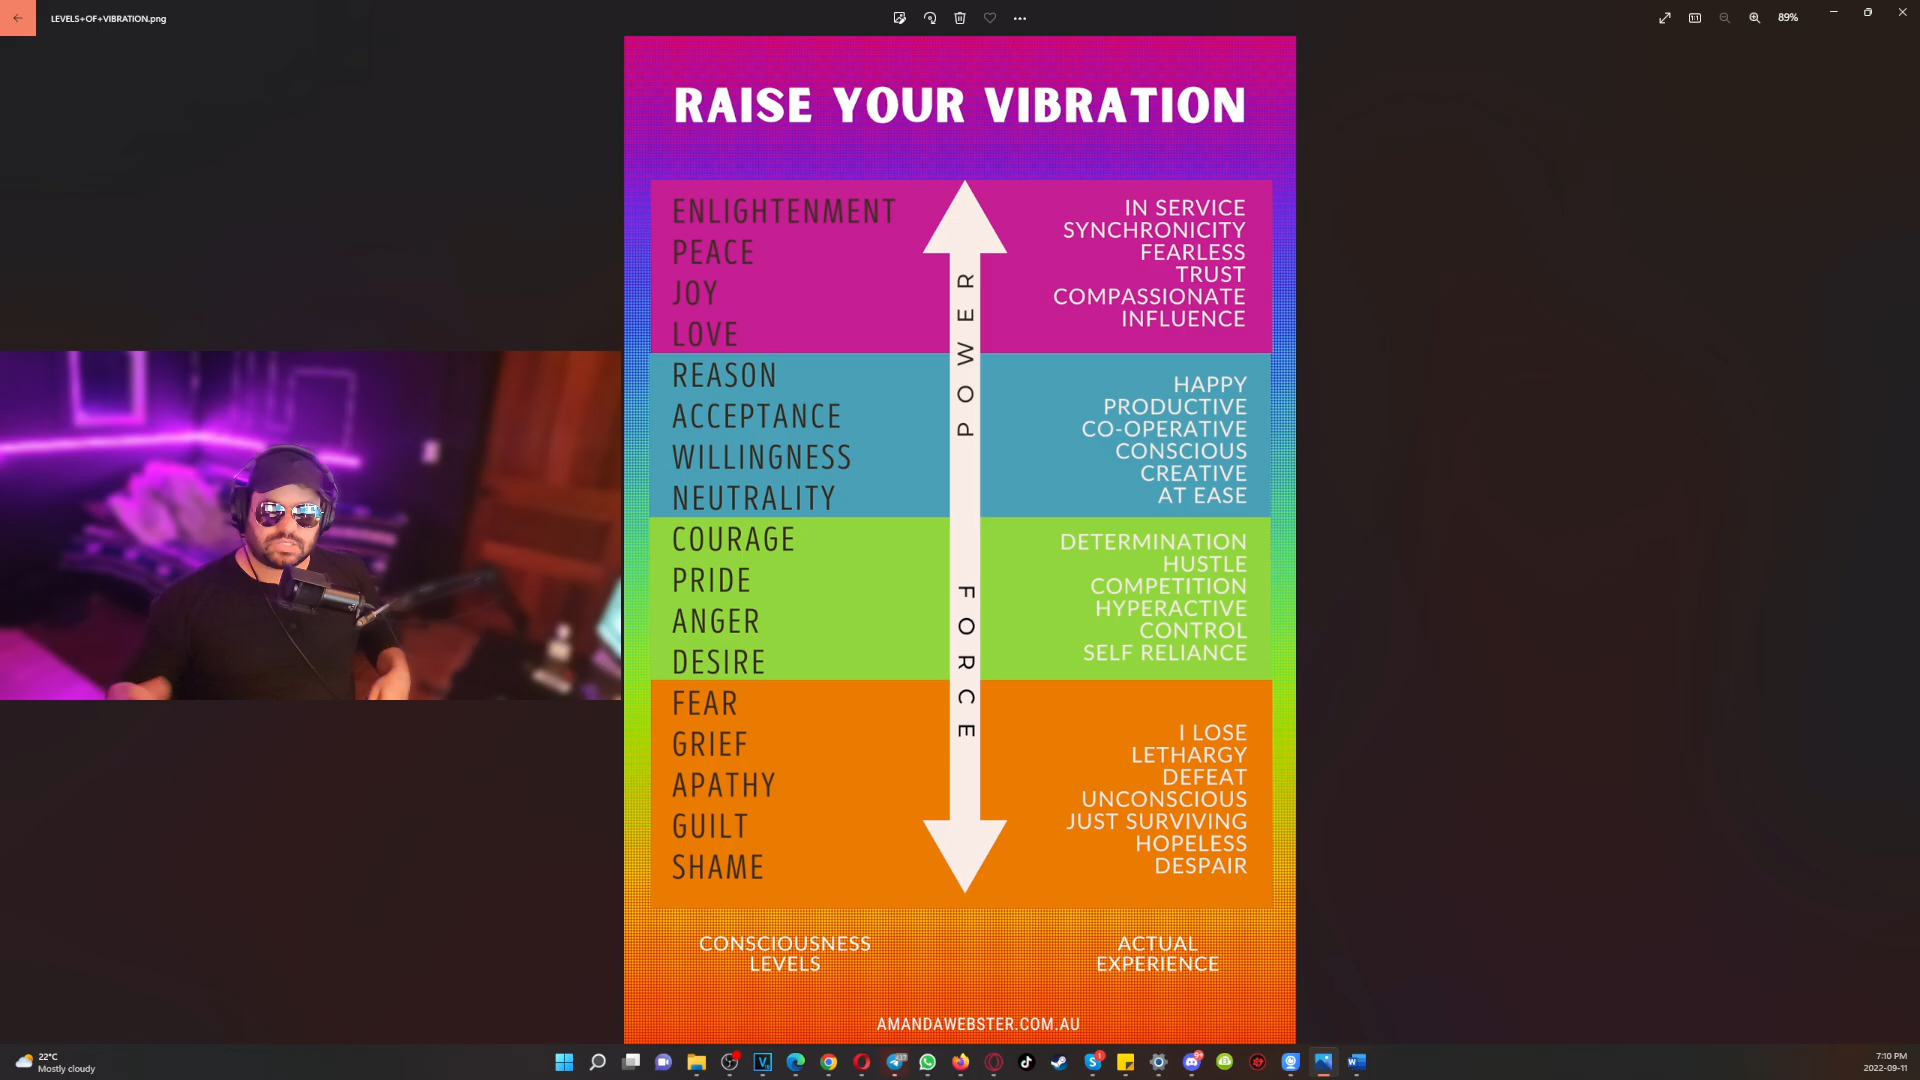 LEVELS+OF+VIBRATION.png
89%
RAISE YOUR VIBRATION
ENLIGHTENMENT
PEACE
JOY
LOVE
REASON
ACCEPTANCE
WILLINGNESS
NEUTRALITY
COURAGE
PRIDE
ANGER
DESIRE
FEAR
GRIEF
APATHY
GUILT
SHAME
POWER
FORCE
IN SERVICE
SYNCHRONICITY
FEARLESS
TRUST
COMPASSIONATE
INFLUENCE
HAPPY
PRODUCTIVE
CO-OPERATIVE
CONSCIOUS
CREATIVE
AT EASE
DETERMINATION
HUSTLE
COMPETITION
HYPERACTIVE
CONTROL
SELF RELIANCE
I LOSE
LETHARGY
DEFEAT
UNCONSCIOUS
JUST SURVIVING
HOPELESS
DESPAIR
CONSCIOUSNESS
LEVELS
ACTUAL
EXPERIENCE
AMANDAWEBSTER.COM.AU
22°C
Mostly cloudy
7:10 PM
2022-09-11